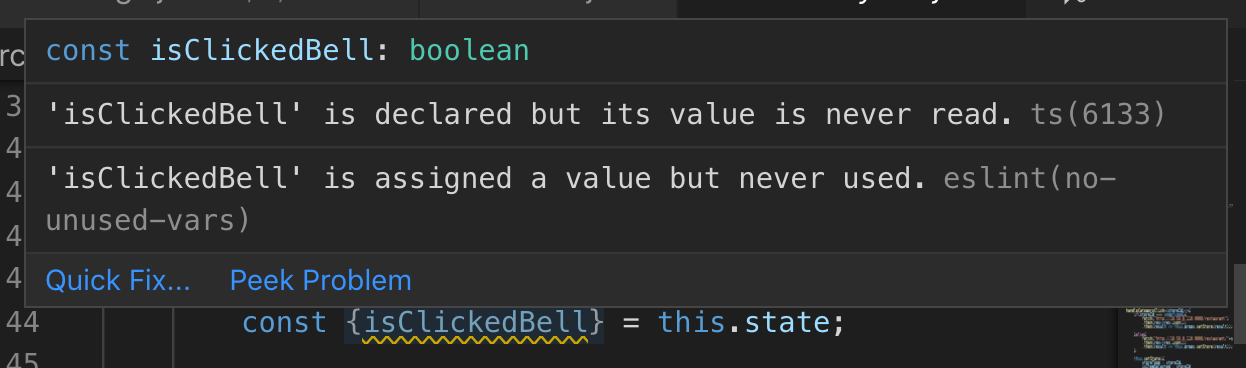 const isClickedBell: boolean
rc
3
'isClickedBell' is declared but its value is never read. ts(6133)
4
4
'isClickedBell' is assigned a value but never used. eslint(no-
unused-vars)
4
4
Quick Fix... Peek Problem
44 const {isClickedBell} = this.state;
45